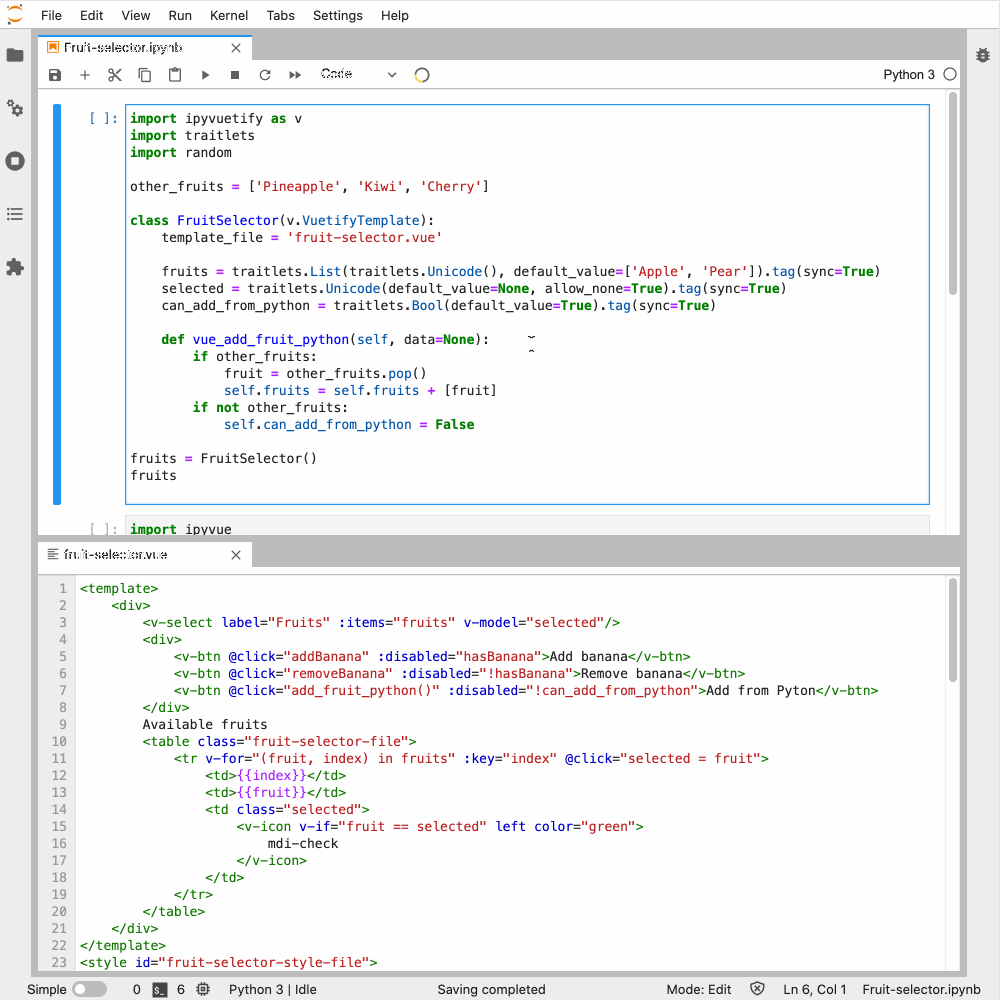 File Edit View Run Kernel Tabs Settings Help
Fruit-selector.ipynb
Code
Python 3
[ ]:
import ipyvuetify as v
import traitlets
import random
other_fruits = ['Pineapple', 'Kiwi', 'Cherry']
class FruitSelector(v.VuetifyTemplate):
    template_file = 'fruit-selector.vue'
    fruits = traitlets.List(traitlets.Unicode(), default_value=['Apple', 'Pear']).tag(sync=True)
    selected = traitlets.Unicode(default_value=None, allow_none=True).tag(sync=True)
    can_add_from_python = traitlets.Bool(default_value=True).tag(sync=True)
    def vue_add_fruit_python(self, data=None):
        if other_fruits:
            fruit = other_fruits.pop()
            self.fruits = self.fruits + [fruit]
        if not other_fruits:
            self.can_add_from_python = False
fruits = FruitSelector()
fruits
[ ]: import ipyvue
fruit-selector.vue
1 <template>
2     <div>
3         <v-select label="Fruits" :items="fruits" v-model="selected"/>
4         <div>
5             <v-btn @click="addBanana" :disabled="hasBanana">Add banana</v-btn>
6             <v-btn @click="removeBanana" :disabled="!hasBanana">Remove banana</v-btn>
7             <v-btn @click="add_fruit_python()" :disabled="!can_add_from_python">Add from Pyton</v-btn>
8         </div>
9         Available fruits
10         <table class="fruit-selector-file">
11             <tr v-for="(fruit, index) in fruits" :key="index" @click="selected = fruit">
12                 <td>{{index}}</td>
13                 <td>{{fruit}}</td>
14                 <td class="selected">
15                     <v-icon v-if="fruit == selected" left color="green">
16                         mdi-check
17                     </v-icon>
18                 </td>
19             </tr>
20         </table>
21     </div>
22 </template>
23 <style id="fruit-selector-style-file">
Simple 0 6 Python 3 | Idle Saving completed Mode: Edit Ln 6, Col 1 Fruit-selector.ipynb